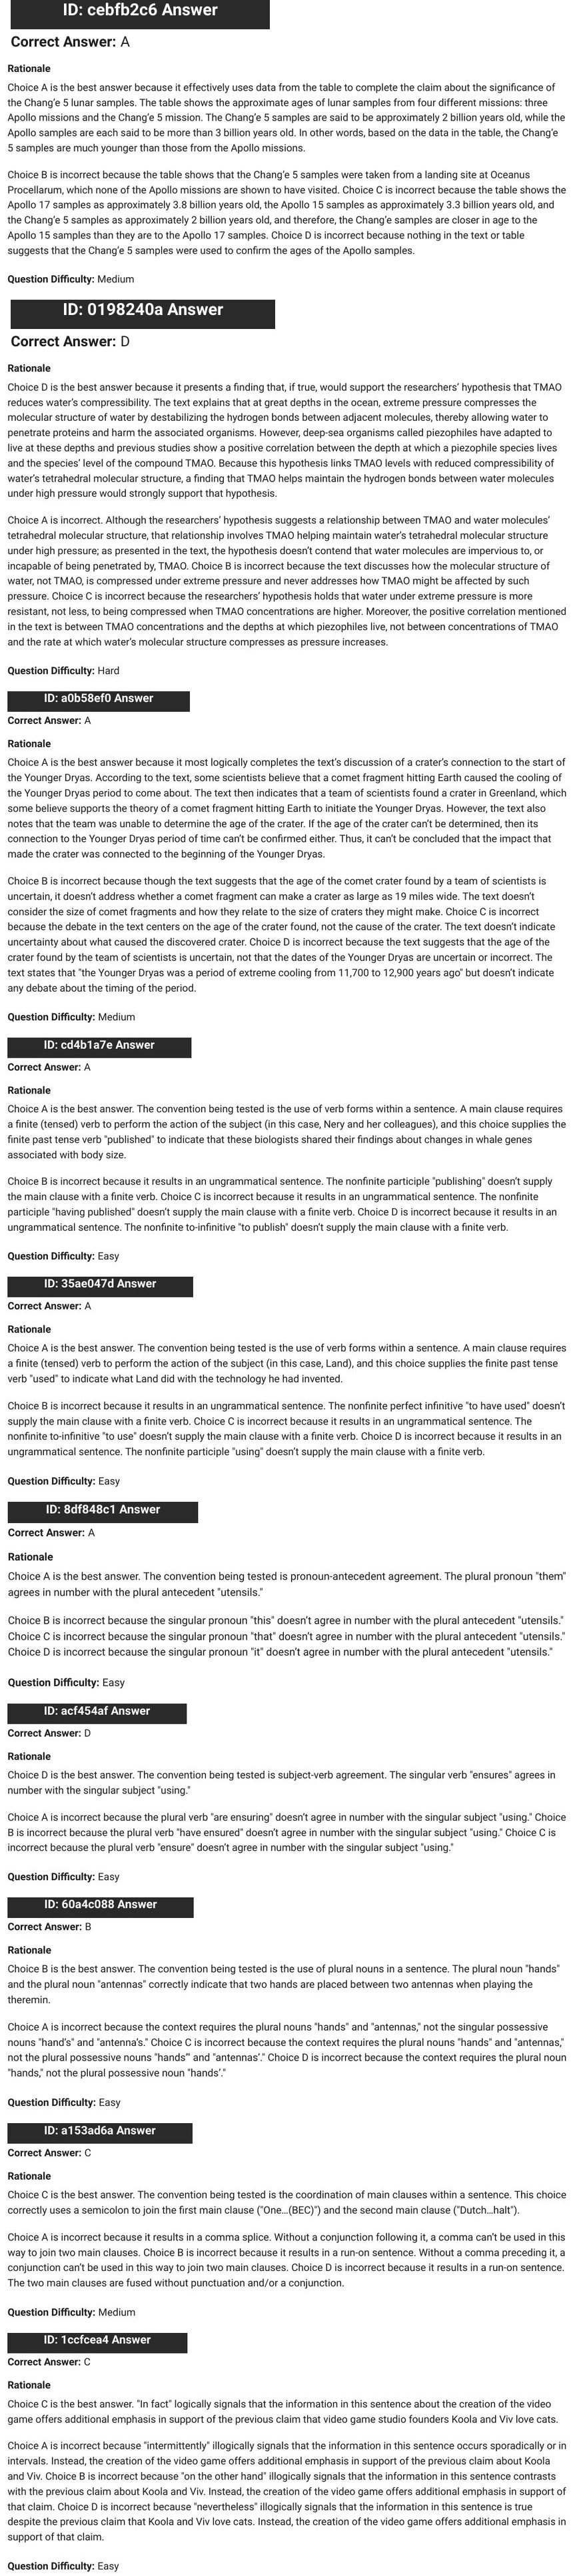 ID: cebfb2c6 Answer
Correct Answer: A
Rationale
Choice A is the best answer because it effectively uses data from the table to complete the claim about the significance of
the Chang’e 5 lunar samples. The table shows the approximate ages of lunar samples from four different missions: three
Apollo missions and the Chang’e 5 mission. The Chang’e 5 samples are said to be approximately 2 billion years old, while the
Apollo samples are each said to be more than 3 billion years old. In other words, based on the data in the table, the Chang’e
5 samples are much younger than those from the Apollo missions.
Choice B is incorrect because the table shows that the Chang’e 5 samples were taken from a landing site at Oceanus
Procellarum, which none of the Apollo missions are shown to have visited. Choice C is incorrect because the table shows the
Apollo 17 samples as approximately 3.8 billion years old, the Apollo 15 samples as approximately 3.3 billion years old, and
the Chang’e 5 samples as approximately 2 billion years old, and therefore, the Chang’e samples are closer in age to the
Apollo 15 samples than they are to the Apollo 17 samples. Choice D is incorrect because nothing in the text or table
suggests that the Chang’e 5 samples were used to confirm the ages of the Apollo samples.
Question Difficulty: Medium
ID: 0198240a Answer
Correct Answer: D
Rationale
Choice D is the best answer because it presents a finding that, if true, would support the researchers’ hypothesis that TMAO
reduces water’s compressibility. The text explains that at great depths in the ocean, extreme pressure compresses the
molecular structure of water by destabilizing the hydrogen bonds between adjacent molecules, thereby allowing water to
penetrate proteins and harm the associated organisms. However, deep-sea organisms called piezophiles have adapted to
live at these depths and previous studies show a positive correlation between the depth at which a piezophile species lives
and the species’ level of the compound TMAO. Because this hypothesis links TMAO levels with reduced compressibility of
water’s tetrahedral molecular structure, a finding that TMAO helps maintain the hydrogen bonds between water molecules
under high pressure would strongly support that hypothesis.
Choice A is incorrect. Although the researchers’ hypothesis suggests a relationship between TMAO and water molecules’
tetrahedral molecular structure, that relationship involves TMAO helping maintain water’s tetrahedral molecular structure
under high pressure; as presented in the text, the hypothesis doesn’t contend that water molecules are impervious to, or
incapable of being penetrated by, TMAO. Choice B is incorrect because the text discusses how the molecular structure of
water, not TMAO, is compressed under extreme pressure and never addresses how TMAO might be affected by such
pressure. Choice C is incorrect because the researchers’ hypothesis holds that water under extreme pressure is more
resistant, not less, to being compressed when TMAO concentrations are higher. Moreover, the positive correlation mentioned
in the text is between TMAO concentrations and the depths at which piezophiles live, not between concentrations of TMAO
and the rate at which water’s molecular structure compresses as pressure increases.
Question Difficulty: Hard
ID: a0b58ef0 Answer
Correct Answer: A
Rationale
Choice A is the best answer because it most logically completes the text’s discussion of a crater’s connection to the start of
the Younger Dryas. According to the text, some scientists believe that a comet fragment hitting Earth caused the cooling of
the Younger Dryas period to come about. The text then indicates that a team of scientists found a crater in Greenland, which
some believe supports the theory of a comet fragment hitting Earth to initiate the Younger Dryas. However, the text also
notes that the team was unable to determine the age of the crater. If the age of the crater can’t be determined, then its
connection to the Younger Dryas period of time can’t be confirmed either. Thus, it can’t be concluded that the impact that
made the crater was connected to the beginning of the Younger Dryas.
Choice B is incorrect because though the text suggests that the age of the comet crater found by a team of scientists is
uncertain, it doesn’t address whether a comet fragment can make a crater as large as 19 miles wide. The text doesn’t
consider the size of comet fragments and how they relate to the size of craters they might make. Choice C is incorrect
because the debate in the text centers on the age of the crater found, not the cause of the crater. The text doesn’t indicate
uncertainty about what caused the discovered crater. Choice D is incorrect because the text suggests that the age of the
crater found by the team of scientists is uncertain, not that the dates of the Younger Dryas are uncertain or incorrect. The
text states that "the Younger Dryas was a period of extreme cooling from 11,700 to 12,900 years ago" but doesn’t indicate
any debate about the timing of the period.
Question Difficulty: Medium
ID: cd4b1a7e Answer
Correct Answer: A
Rationale
Choice A is the best answer. The convention being tested is the use of verb forms within a sentence. A main clause requires
a finite (tensed) verb to perform the action of the subject (in this case, Nery and her colleagues), and this choice supplies the
finite past tense verb "published" to indicate that these biologists shared their findings about changes in whale genes
associated with body size.
Choice B is incorrect because it results in an ungrammatical sentence. The nonfinite participle "publishing" doesn’t supply
the main clause with a finite verb. Choice C is incorrect because it results in an ungrammatical sentence. The nonfinite
participle "having published" doesn’t supply the main clause with a finite verb. Choice D is incorrect because it results in an
ungrammatical sentence. The nonfinite to-infinitive "to publish" doesn’t supply the main clause with a finite verb.
Question Difficulty: Easy
ID: 35ae047d Answer
Correct Answer: A
Rationale
Choice A is the best answer. The convention being tested is the use of verb forms within a sentence. A main clause requires
a finite (tensed) verb to perform the action of the subject (in this case, Land), and this choice supplies the finite past tense
verb "used" to indicate what Land did with the technology he had invented.
Choice B is incorrect because it results in an ungrammatical sentence. The nonfinite perfect infinitive "to have used" doesn’t
supply the main clause with a finite verb. Choice C is incorrect because it results in an ungrammatical sentence. The
nonfinite to-infinitive "to use" doesn’t supply the main clause with a finite verb. Choice D is incorrect because it results in an
ungrammatical sentence. The nonfinite participle "using" doesn’t supply the main clause with a finite verb.
Question Difficulty: Easy
ID: 8df848c1 Answer
Correct Answer: A
Rationale
Choice A is the best answer. The convention being tested is pronoun-antecedent agreement. The plural pronoun "them"
agrees in number with the plural antecedent "utensils."
Choice B is incorrect because the singular pronoun "this" doesn’t agree in number with the plural antecedent "utensils."
Choice C is incorrect because the singular pronoun "that" doesn’t agree in number with the plural antecedent "utensils."
Choice D is incorrect because the singular pronoun "it" doesn’t agree in number with the plural antecedent "utensils."
Question Difficulty: Easy
ID: acf454af Answer
Correct Answer: D
Rationale
Choice D is the best answer. The convention being tested is subject-verb agreement. The singular verb "ensures" agrees in
number with the singular subject "using."
Choice A is incorrect because the plural verb "are ensuring" doesn’t agree in number with the singular subject "using." Choice
B is incorrect because the plural verb "have ensured" doesn’t agree in number with the singular subject "using." Choice C is
incorrect because the plural verb "ensure" doesn’t agree in number with the singular subject "using."
Question Difficulty: Easy
ID: 60a4c088 Answer
Correct Answer: B
Rationale
Choice B is the best answer. The convention being tested is the use of plural nouns in a sentence. The plural noun "hands"
and the plural noun "antennas" correctly indicate that two hands are placed between two antennas when playing the
theremin.
Choice A is incorrect because the context requires the plural nouns "hands" and "antennas," not the singular possessive
nouns "hand’s" and "antenna’s." Choice C is incorrect because the context requires the plural nouns "hands" and "antennas,"
not the plural possessive nouns "hands’" and "antennas’." Choice D is incorrect because the context requires the plural noun
"hands," not the plural possessive noun "hands’."
Question Difficulty: Easy
ID: a153ad6a Answer
Correct Answer: C
Rationale
Choice C is the best answer. The convention being tested is the coordination of main clauses within a sentence. This choice
correctly uses a semicolon to join the first main clause ("One...(BEC)") and the second main clause ("Dutch...halt").
Choice A is incorrect because it results in a comma splice. Without a conjunction following it, a comma can’t be used in this
way to join two main clauses. Choice B is incorrect because it results in a run-on sentence. Without a comma preceding it, a
conjunction can’t be used in this way to join two main clauses. Choice D is incorrect because it results in a run-on sentence.
The two main clauses are fused without punctuation and/or a conjunction.
Question Difficulty: Medium
ID: 1ccfcea4 Answer
Correct Answer: C
Rationale
Choice C is the best answer. "In fact" logically signals that the information in this sentence about the creation of the video
game offers additional emphasis in support of the previous claim that video game studio founders Koola and Viv love cats.
Choice A is incorrect because "intermittently" illogically signals that the information in this sentence occurs sporadically or in
intervals. Instead, the creation of the video game offers additional emphasis in support of the previous claim about Koola
and Viv. Choice B is incorrect because "on the other hand" illogically signals that the information in this sentence contrasts
with the previous claim about Koola and Viv. Instead, the creation of the video game offers additional emphasis in support of
that claim. Choice D is incorrect because "nevertheless" illogically signals that the information in this sentence is true
despite the previous claim that Koola and Viv love cats. Instead, the creation of the video game offers additional emphasis in
support of that claim.
Question Difficulty: Easy